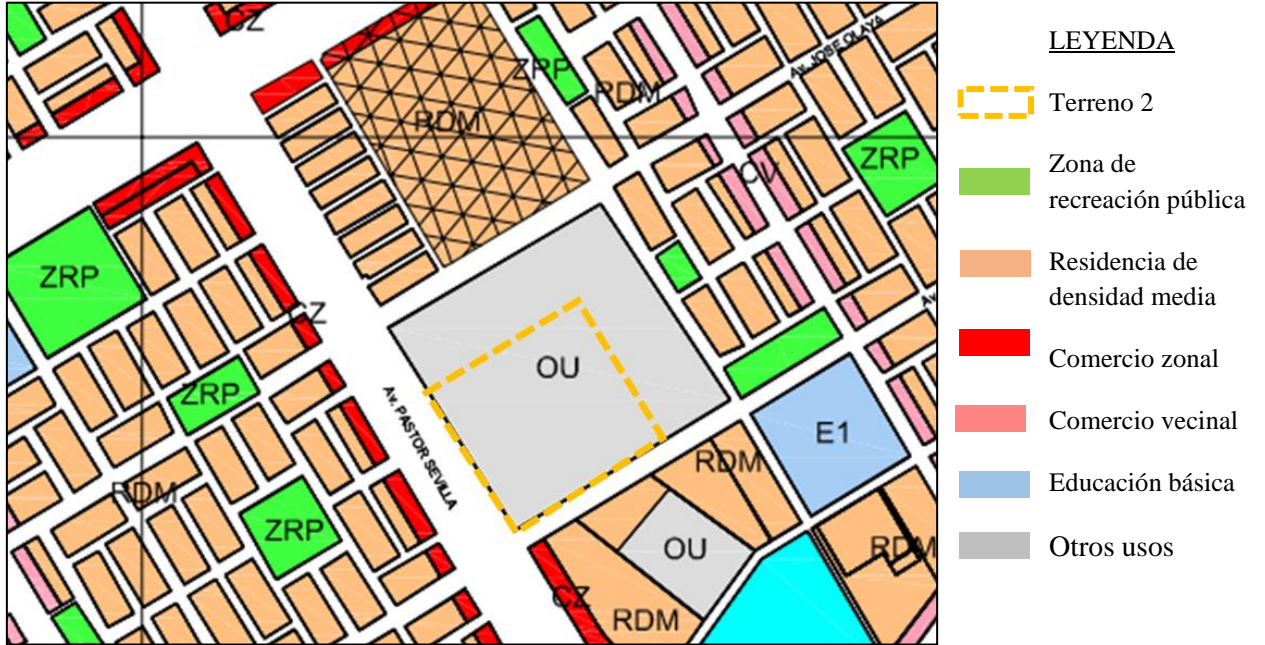 CZ
ZRP
Av. JOSE OLAYA
RDM
RDM
ZRP
CV
ZRP
CZ
OU
ZRP
Av. PASTOR SEVILLA
E1
RDM
RDM
ZRP
OU
RDM
CZ
RDM
LEYENDA
Terreno 2
Zona de
recreación pública
Residencia de
densidad media
Comercio zonal
Comercio vecinal
Educación básica
Otros usos